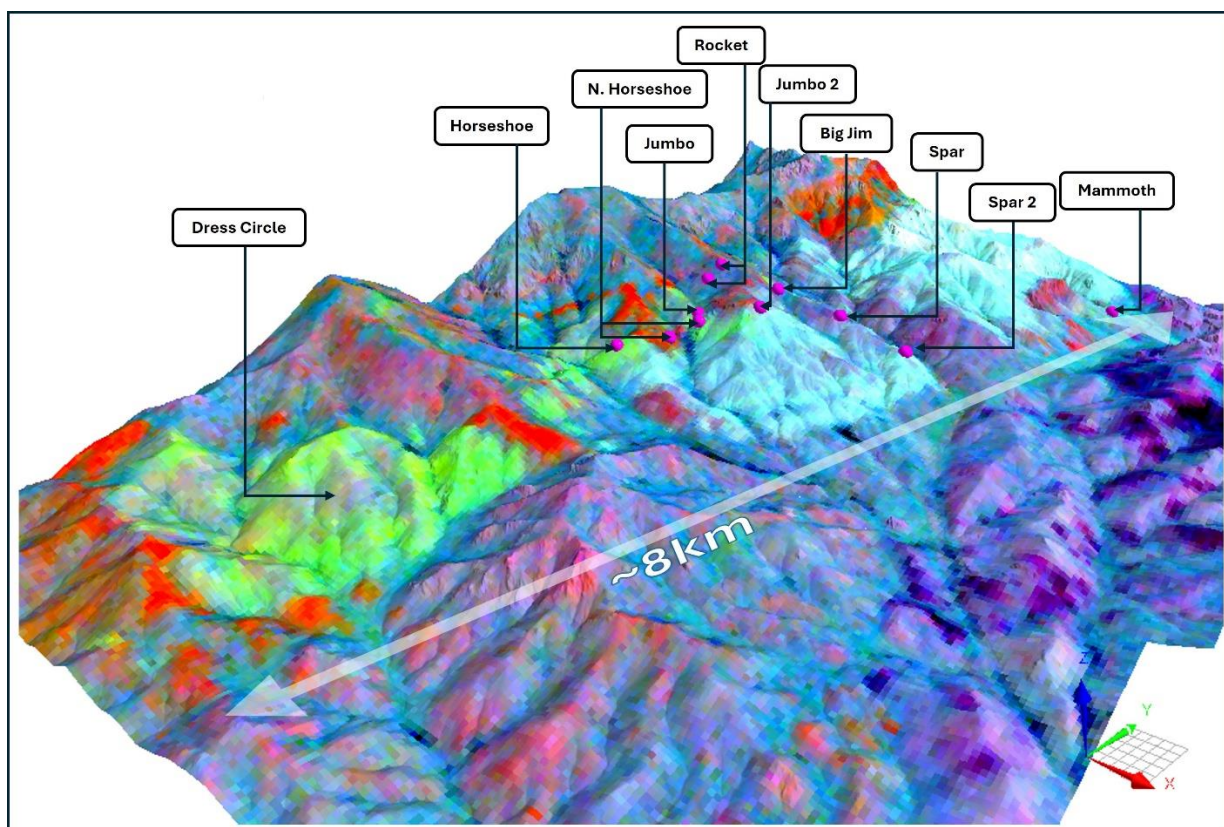 Rocket
N. Horseshoe
Jumbo 2
Horseshoe
Jumbo
Big Jim
Spar
Spar 2
Mammoth
Dress Circle
~8km
Z
Y
X